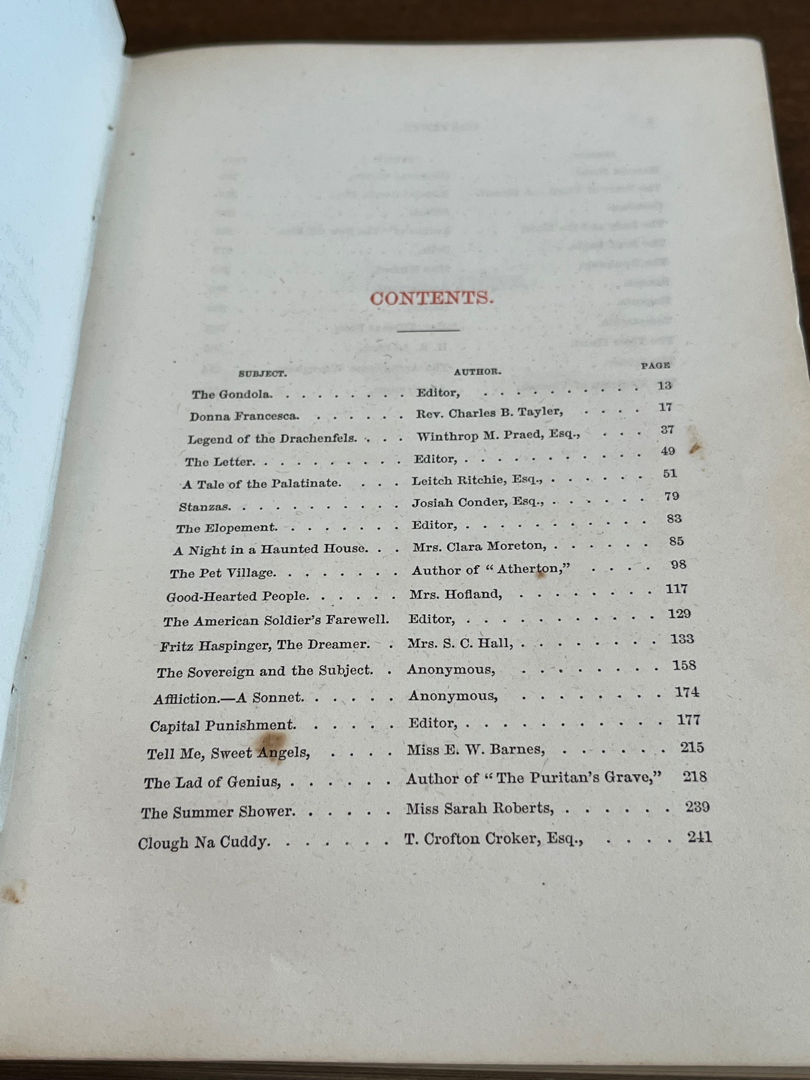 CONTENTS.
SUBJECT. AUTHOR. PAGE
The Gondola. . . . . . . . . Editor, . . . . . . . . . . 13
Donna Francesca. . . . . . . Rev. Charles B. Tayler, . . . . 17
Legend of the Drachenfels. . . . Winthrop M. Praed, Esq., . . . 37
The Letter. . . . . . . . . . Editor, . . . . . . . . . . . 49
A Tale of the Palatinate. . . . Leitch Ritchie, Esq., . . . . . . 51
Stanzas. . . . . . . . . . . Josiah Conder, Esq., . . . . . . 79
The Elopement. . . . . . . . Editor, . . . . . . . . . . . 83
A Night in a Haunted House. . . Mrs. Clara Moreton, . . . . . . 85
The Pet Village. . . . . . . . Author of “Atherton,” . . . . 98
Good-Hearted People. . . . . . Mrs. Hofland, . . . . . . . . 117
The American Soldier's Farewell. Editor, . . . . . . . . . . . 129
Fritz Haspinger, The Dreamer. . Mrs. S. C. Hall, . . . . . . . . 133
The Sovereign and the Subject. . Anonymous, . . . . . . . . 158
Affliction.—A Sonnet. . . . . . Anonymous, . . . . . . . . 174
Capital Punishment. . . . . . Editor, . . . . . . . . . . . 177
Tell Me, Sweet Angels, . . . . Miss E. W. Barnes, . . . . . . 215
The Lad of Genius, . . . . . . Author of “The Puritan's Grave,” 218
The Summer Shower. . . . . . Miss Sarah Roberts, . . . . . . 239
Clough Na Cuddy. . . . . . . T. Crofton Croker, Esq., . . . . 241